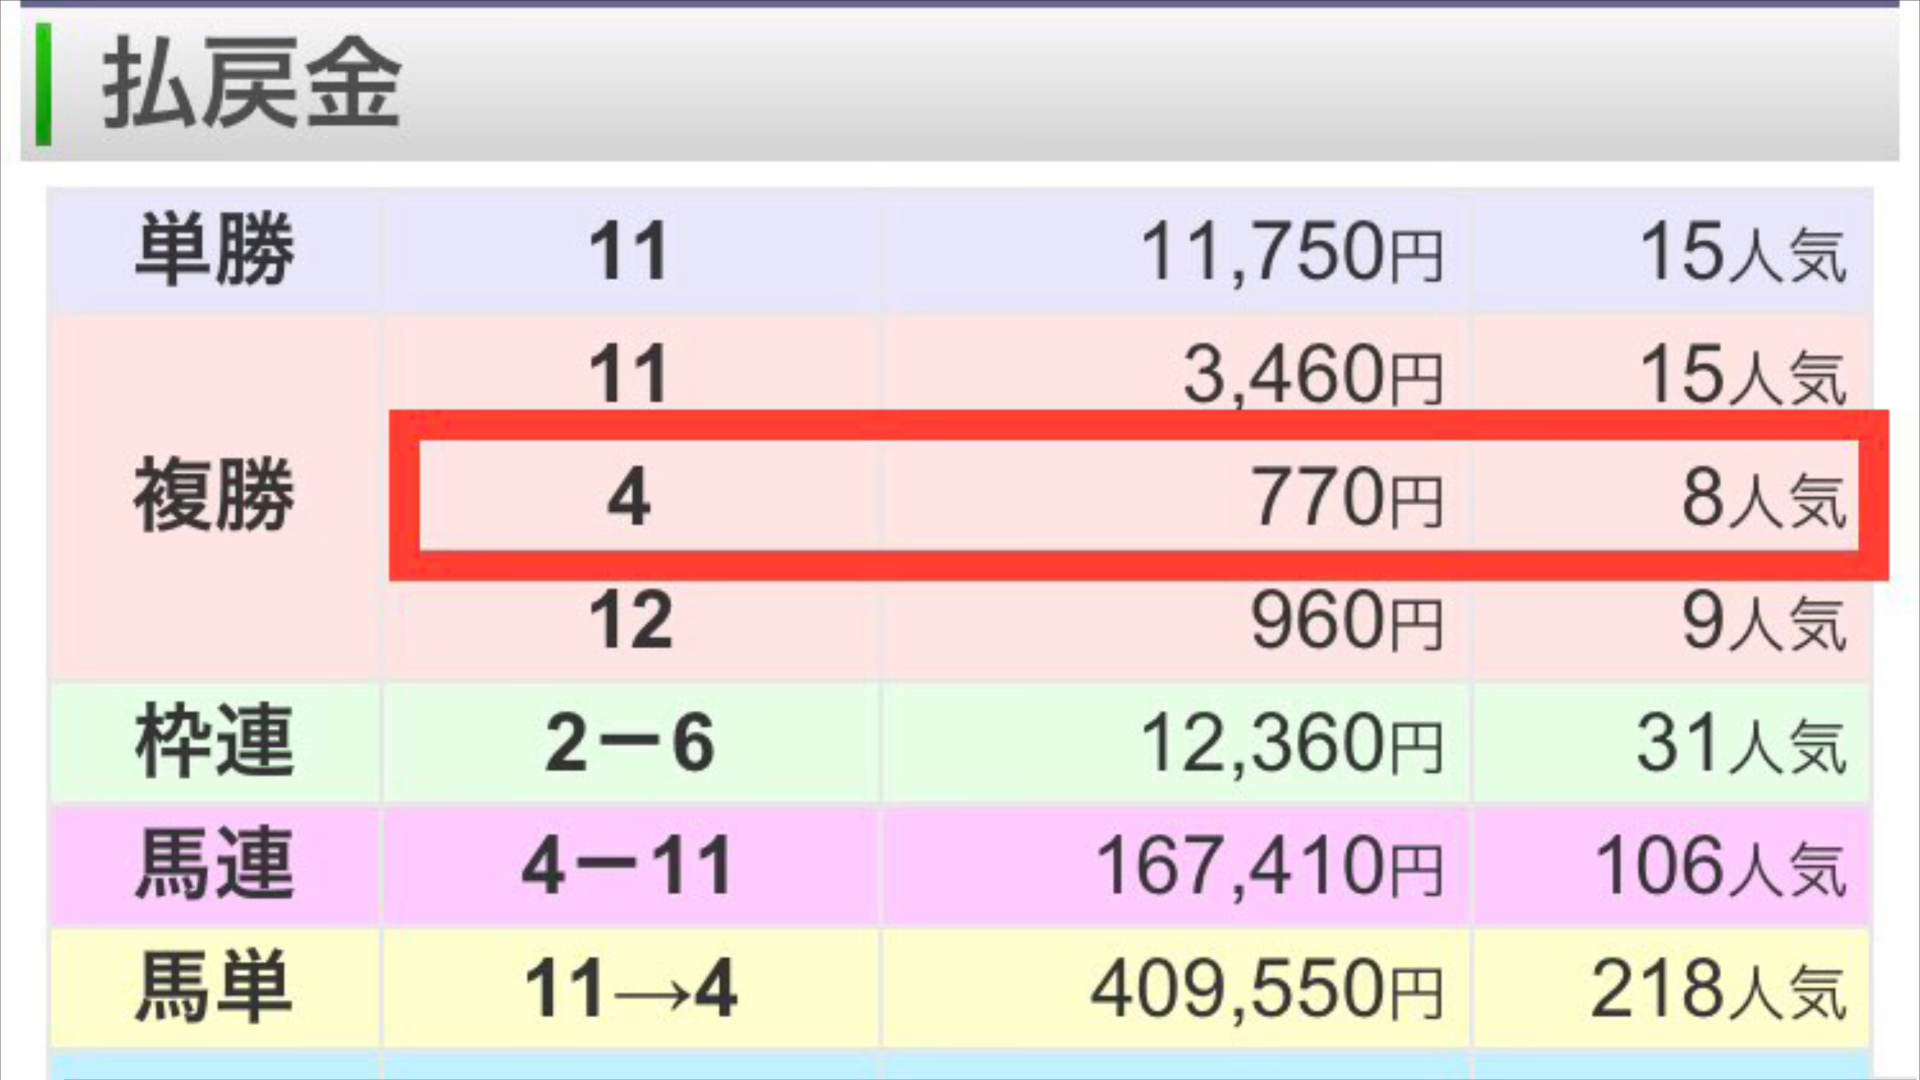 払戻金
単勝 11 11,750円 15人気
11 3,460円 15人気
複勝 4 770円 8人気
12 960円 9人気
枠連 2ー6 12,360円 31人気
馬連 4ー11 167,410円 106人気
馬単 11→4 409,550円 218人気